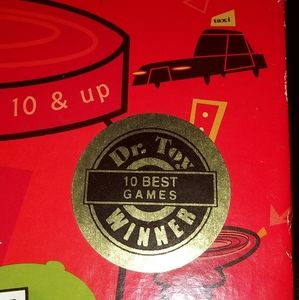 taxi
10 & up
Dr. Toy
10 BEST
GAMES
WINNER